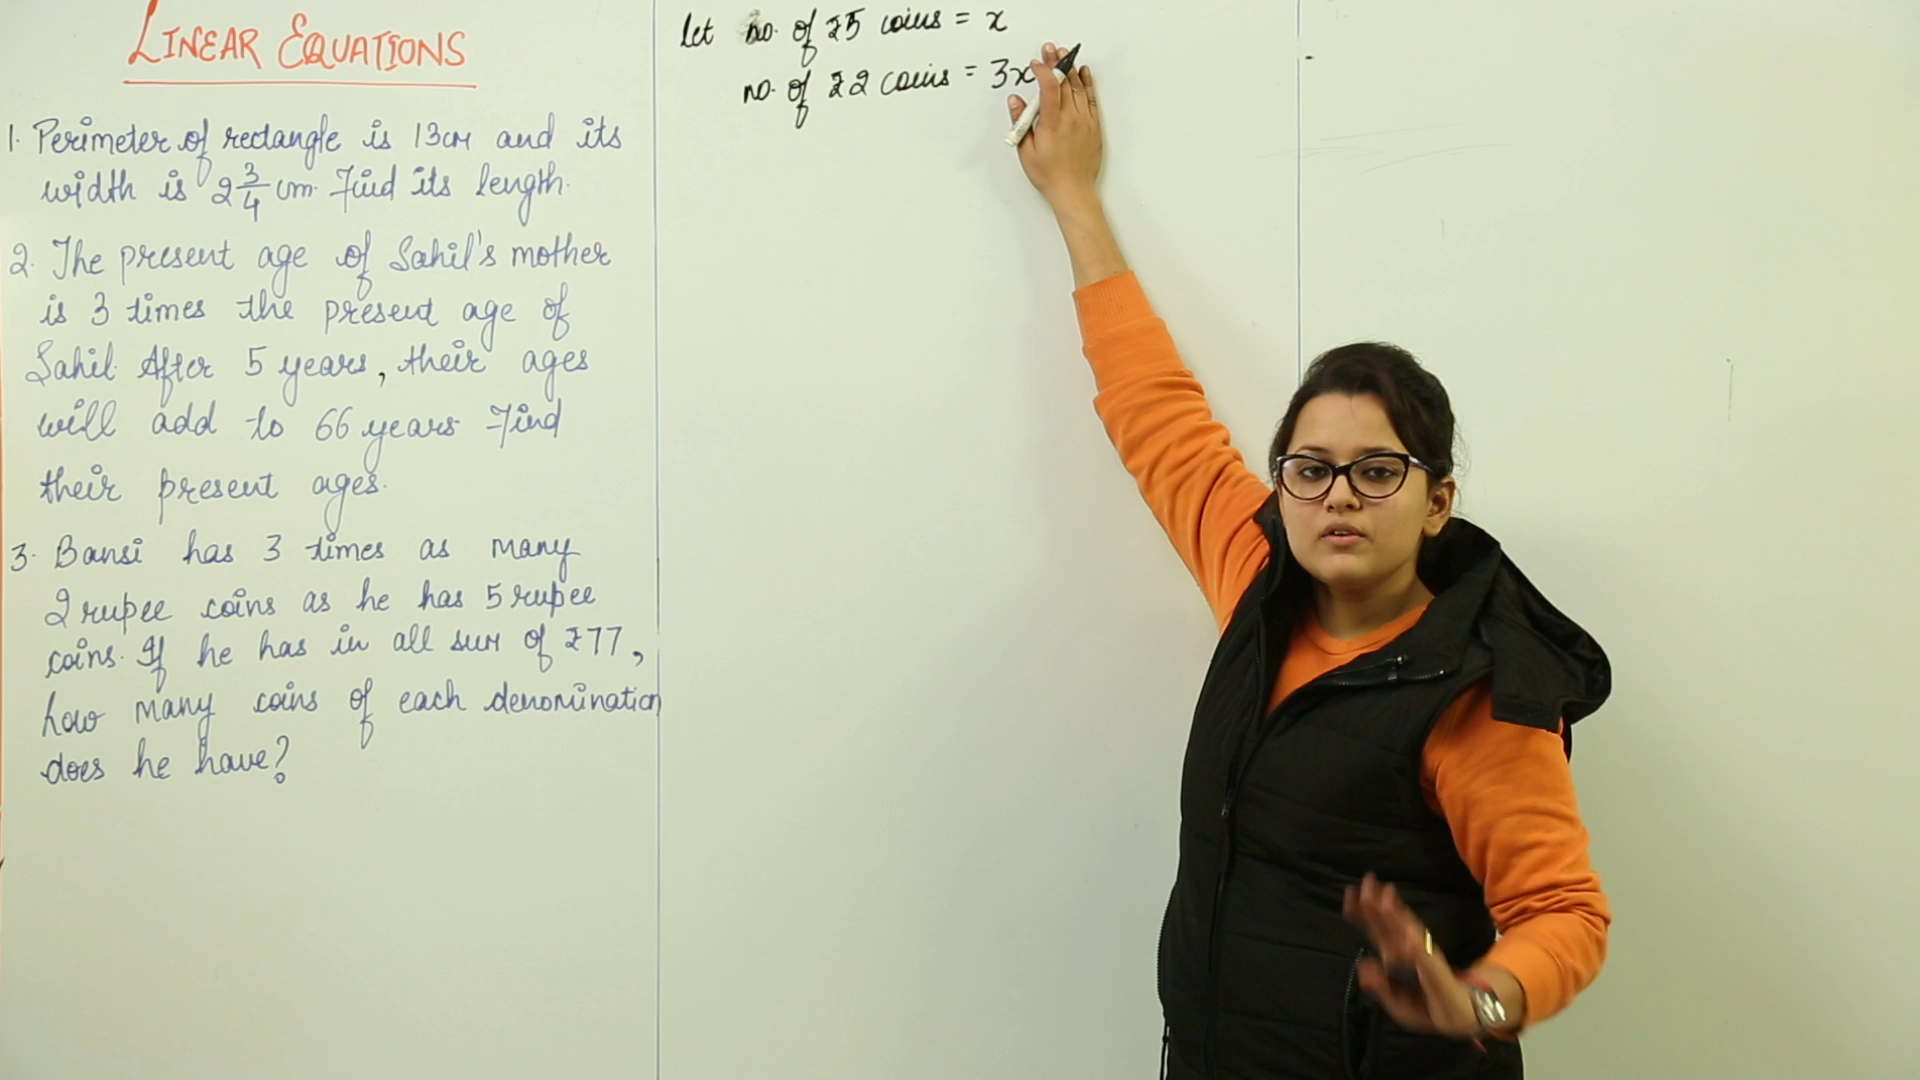 LINEAR EQUATIONS
1. Perimeter of rectangle is 13cm and its
width is 2 3/4 cm. Find its length.
2. The present age of Sahil's mother
is 3 times the present age of
Sahil. After 5 years, their ages
will add to 66 years. Find
their present ages.
3. Bansi has 3 times as many
2 rupee coins as he has 5 rupee
coins. If he has in all sum of ₹77,
how many coins of each denomination
does he have?
let no. of ₹5 coins = x
no. of ₹2 coins = 3x